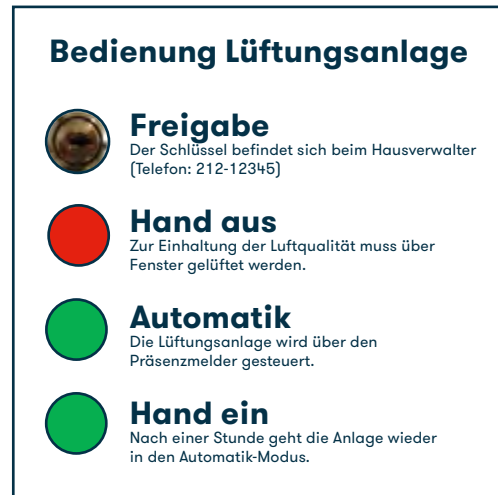 Bedienung Lüftungsanlage
Freigabe
Der Schlüssel befindet sich beim Hausverwalter
(Telefon: 212-12345)
Hand aus
Zur Einhaltung der Luftqualität muss über
Fenster gelüftet werden.
Automatik
Die Lüftungsanlage wird über den
Präsenzmelder gesteuert.
Hand ein
Nach einer Stunde geht die Anlage wieder
in den Automatik-Modus.